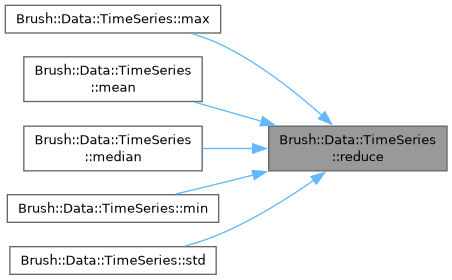 Brush::Data::TimeSeries::max
Brush::Data::TimeSeries
::mean
Brush::Data::TimeSeries
::median
Brush::Data::TimeSeries::min
Brush::Data::TimeSeries::std
Brush::Data::TimeSeries
::reduce